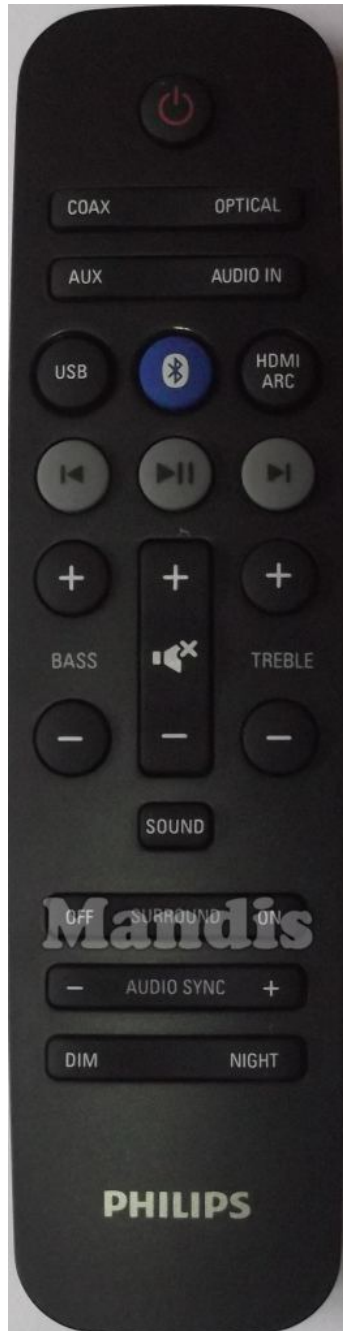 COAX OPTICAL
AUX AUDIO IN
USB HDMI ARC
+ + +
BASS TREBLE
- - -
SOUND
OFF SURROUND ON
Mandis
- AUDIO SYNC +
DIM NIGHT
PHILIPS